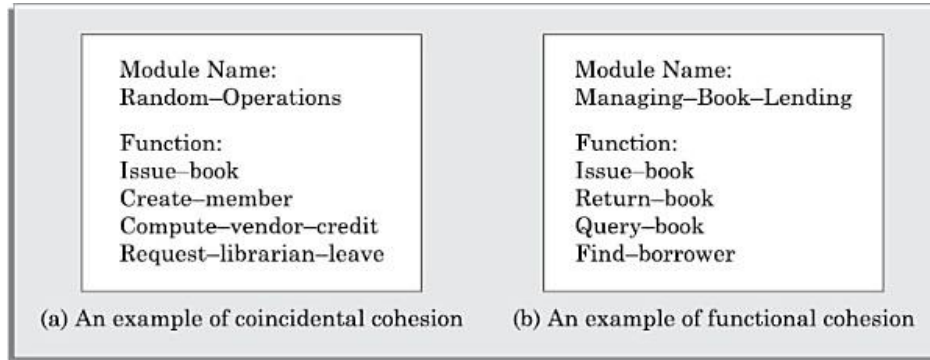 Module Name:
Random–Operations
Function:
Issue–book
Create–member
Compute–vendor–credit
Request–librarian–leave
(a) An example of coincidental cohesion
Module Name:
Managing–Book–Lending
Function:
Issue–book
Return–book
Query–book
Find–borrower
(b) An example of functional cohesion